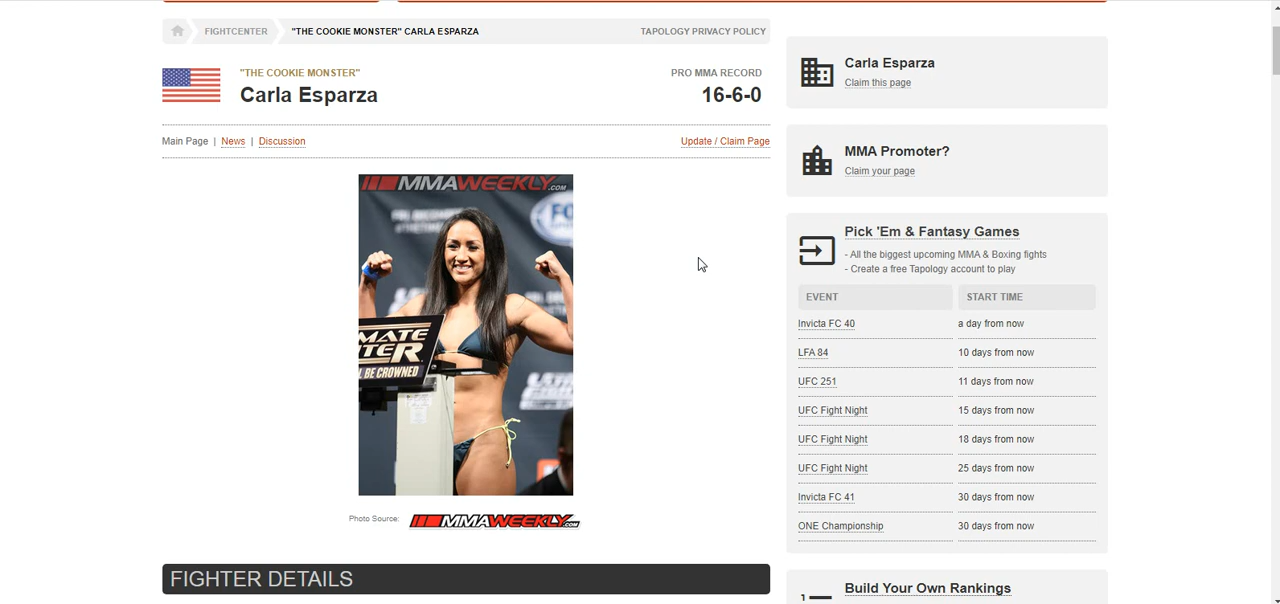 FIGHTCENTER
"THE COOKIE MONSTER" CARLA ESPARZA
TAPOLOGY PRIVACY POLICY
"THE COOKIE MONSTER"
Carla Esparza
PRO MMA RECORD
16-6-0
Main Page | News | Discussion
Update / Claim Page
MMAWEEKLY.COM
FO
MATE
TER
L BE CROWNED
Photo Source: MMAWEEKLY.COM
FIGHTER DETAILS
Carla Esparza
Claim this page
MMA Promoter?
Claim your page
Pick 'Em & Fantasy Games
- All the biggest upcoming MMA & Boxing fights
- Create a free Tapology account to play
EVENT START TIME
Invicta FC 40 a day from now
LFA 84 10 days from now
UFC 251 11 days from now
UFC Fight Night 15 days from now
UFC Fight Night 18 days from now
UFC Fight Night 25 days from now
Invicta FC 41 30 days from now
ONE Championship 30 days from now
Build Your Own Rankings